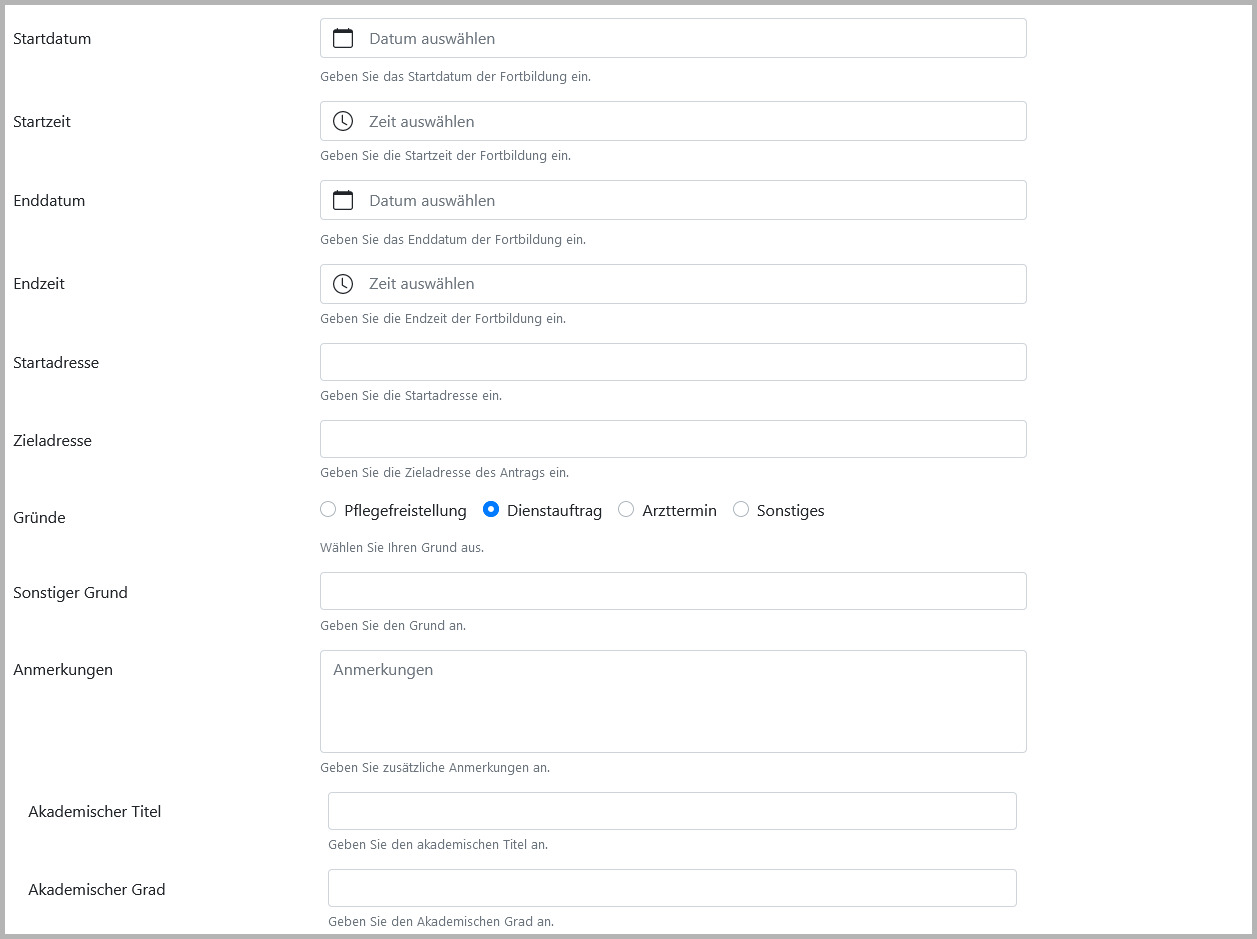 Startdatum
Datum auswählen
Geben Sie das Startdatum der Fortbildung ein.
Startzeit
Zeit auswählen
Geben Sie die Startzeit der Fortbildung ein.
Enddatum
Datum auswählen
Geben Sie das Enddatum der Fortbildung ein.
Endzeit
Zeit auswählen
Geben Sie die Endzeit der Fortbildung ein.
Startadresse
Geben Sie die Startadresse ein.
Zieladresse
Geben Sie die Zieladresse des Antrags ein.
Gründe
Pflegefreistellung Dienstauftrag Arzttermin Sonstiges
Wählen Sie Ihren Grund aus.
Sonstiger Grund
Geben Sie den Grund an.
Anmerkungen
Anmerkungen
Geben Sie zusätzliche Anmerkungen an.
Akademischer Titel
Geben Sie den akademischen Titel an.
Akademischer Grad
Geben Sie den Akademischen Grad an.